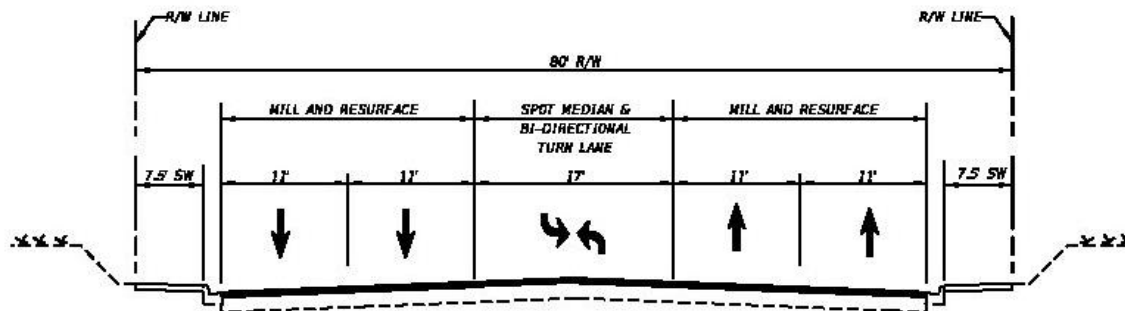 R/W LINE
R/W LINE
80' R/W
MILL AND RESURFACE
SPOT MEDIAN &
BI-DIRECTIONAL
TURN LANE
MILL AND RESURFACE
7.5' SW
11'
11'
17'
11'
11'
7.5' SW